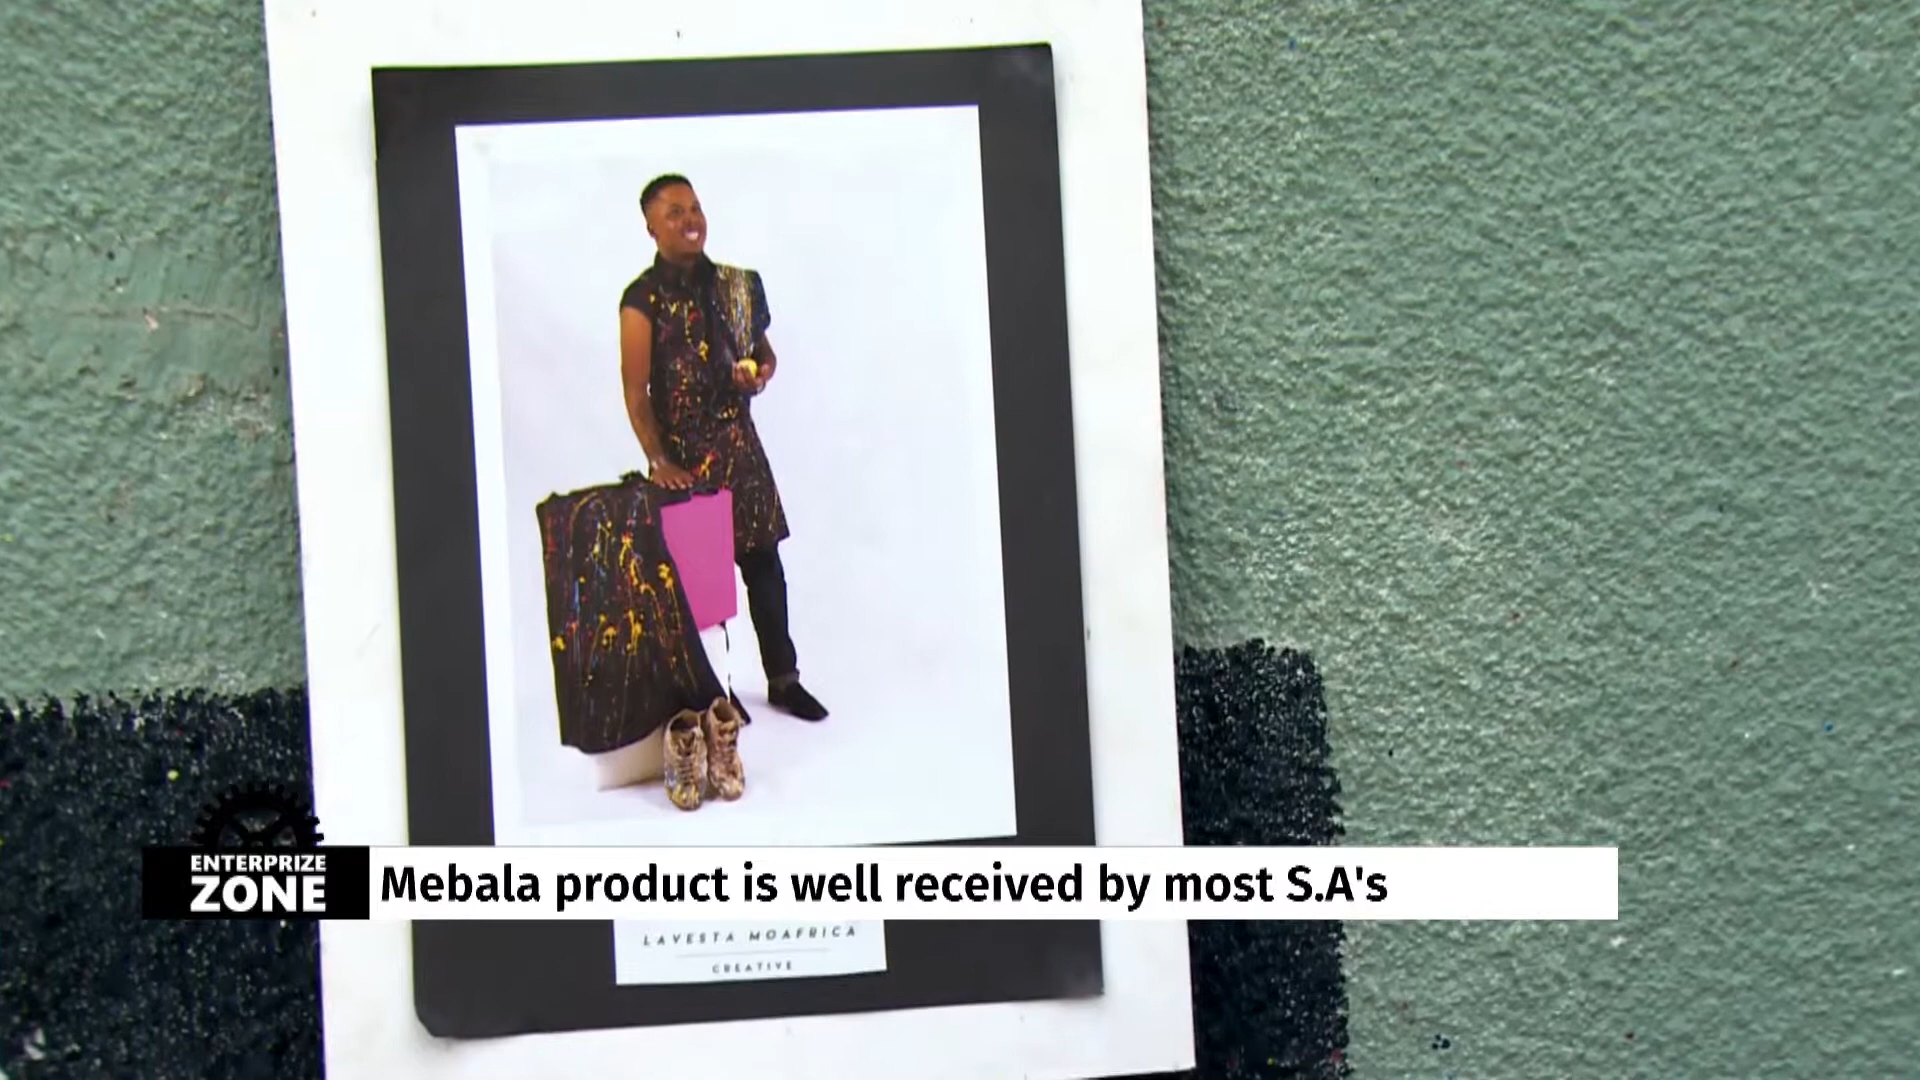 ENTERPRIZE
ZONE
Mebala product is well received by most S.A's
LAVESTA MOAFRICA
CREATIVE